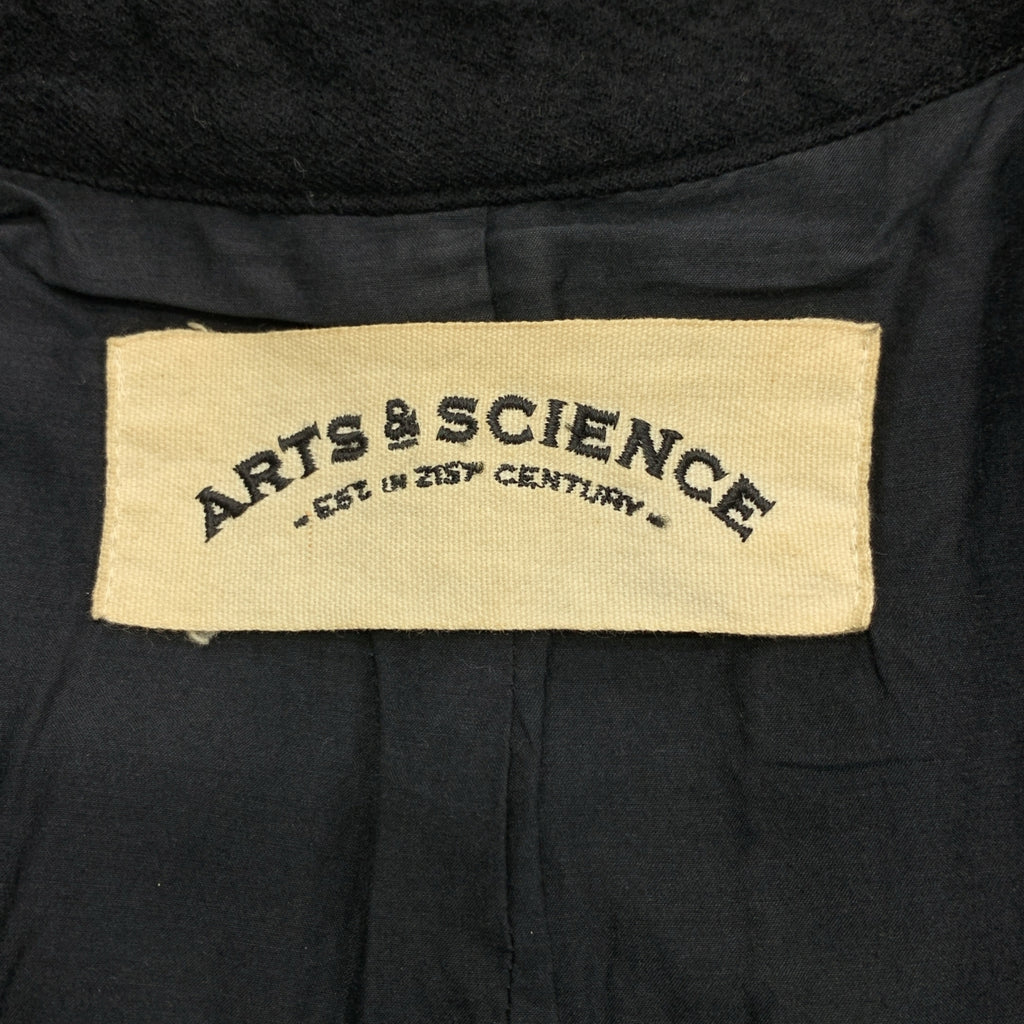 ARTS & SCIENCE
- EST IN 21ST CENTURY -